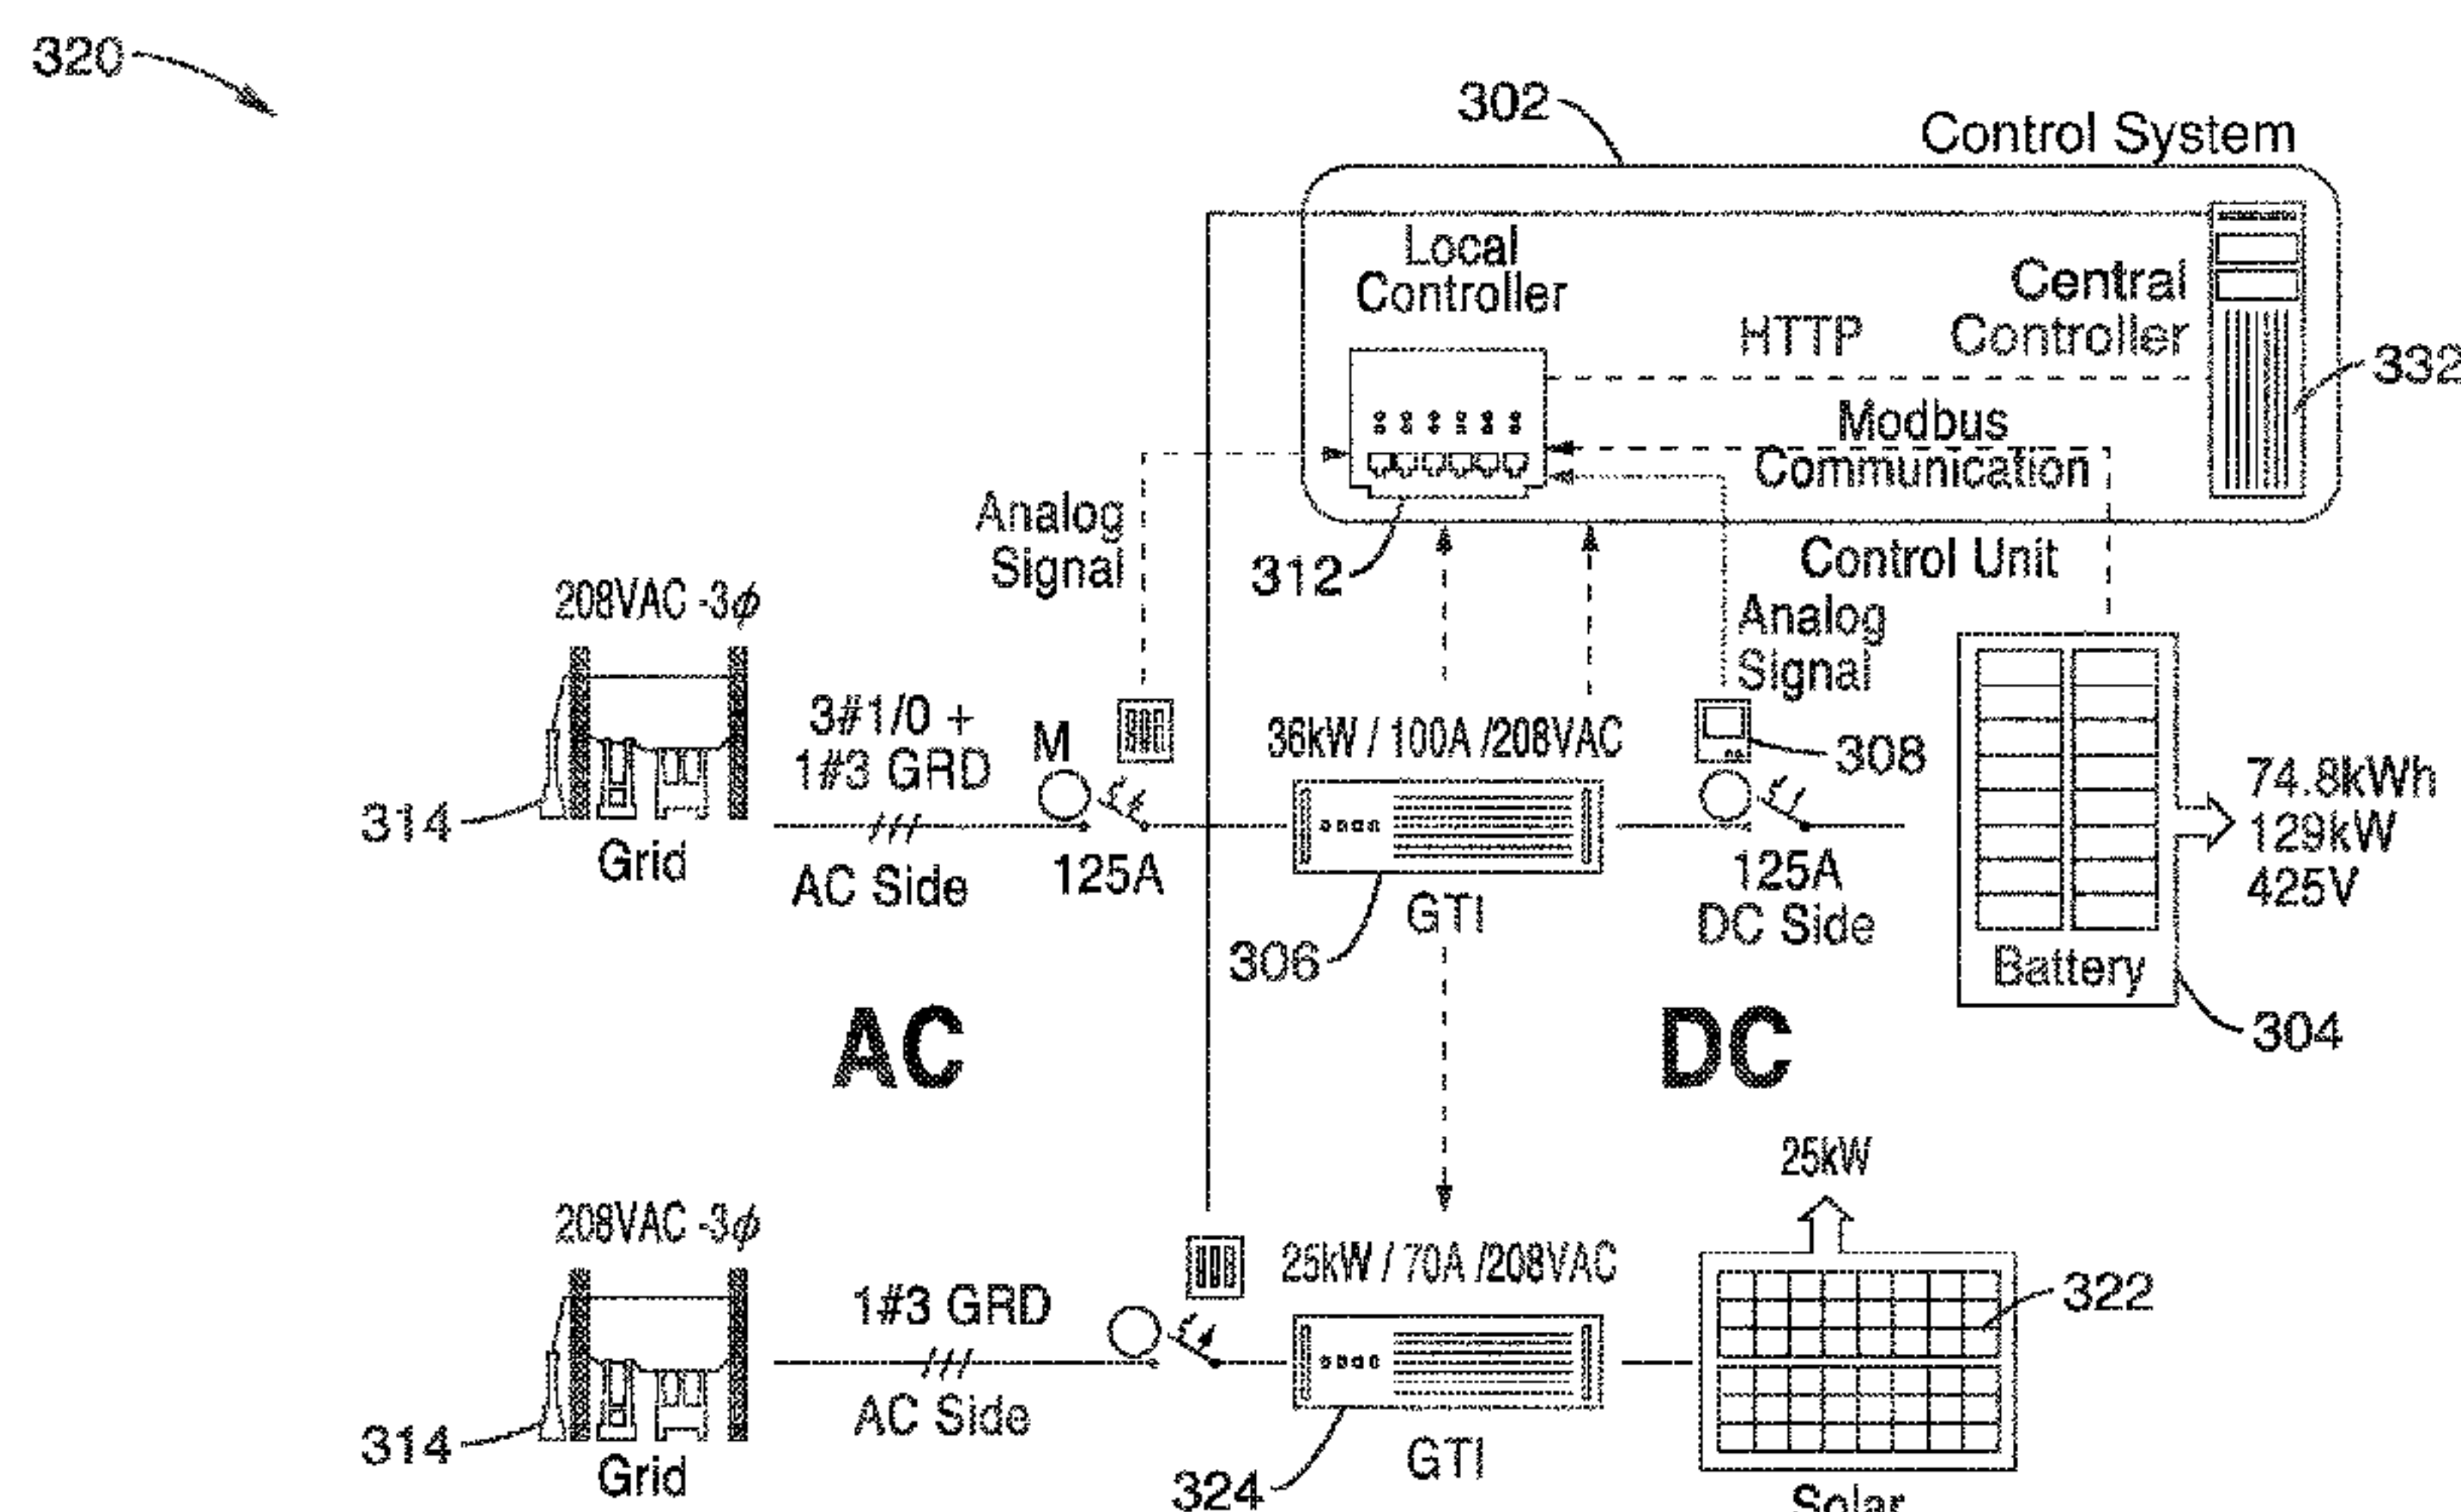 320
302
Control System
Local
Controller
Central
Controller
HTTP
332
Modbus
Communication
Analog
Signal
312
Control Unit
208VAC -3ϕ
Analog
Signal
3#1/0 +
1#3 GRD
M
36kW / 100A /208VAC
308
314
Grid
AC Side
125A
GTI
125A
DC Side
74.8kWh
129kW
425V
306
Battery
304
AC
DC
25kW
208VAC -3ϕ
1#3 GRD
25kW / 70A /208VAC
322
314
Grid
AC Side
324
GTI
Solar